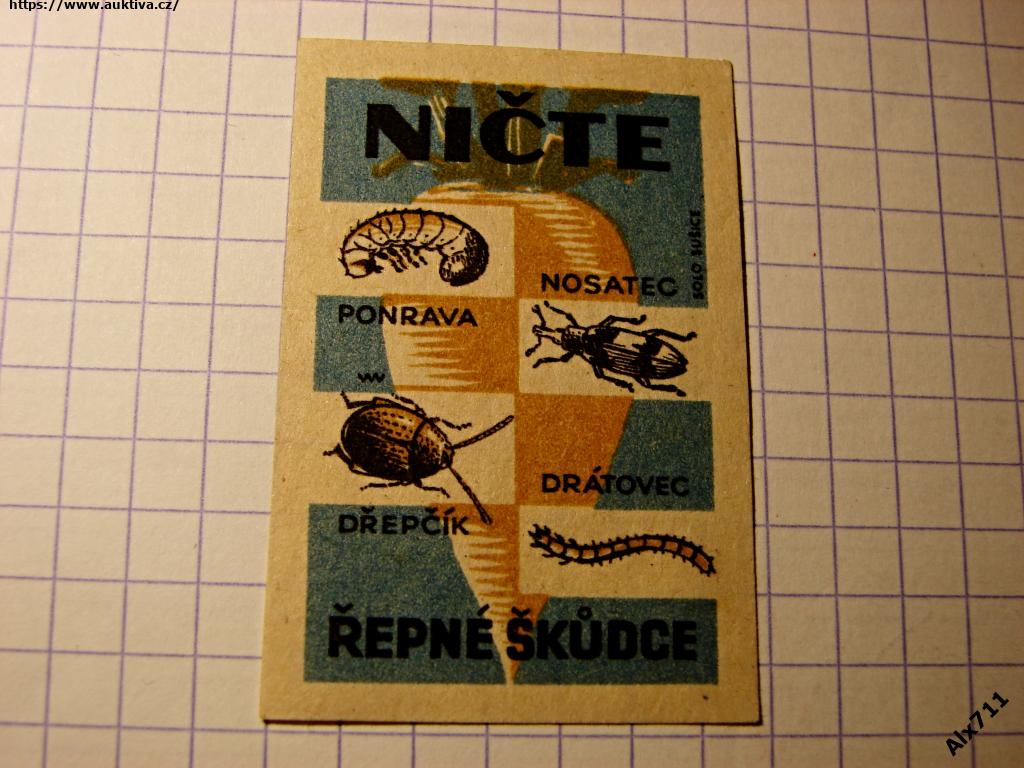 https://www.auktiva.cz/
NIČTE
SOLO SUŠICE
NOSATEC
PONRAVA
DRÁTOVEC
DŘEPČÍK
ŘEPNÉ ŠKŮDCE
Alx711